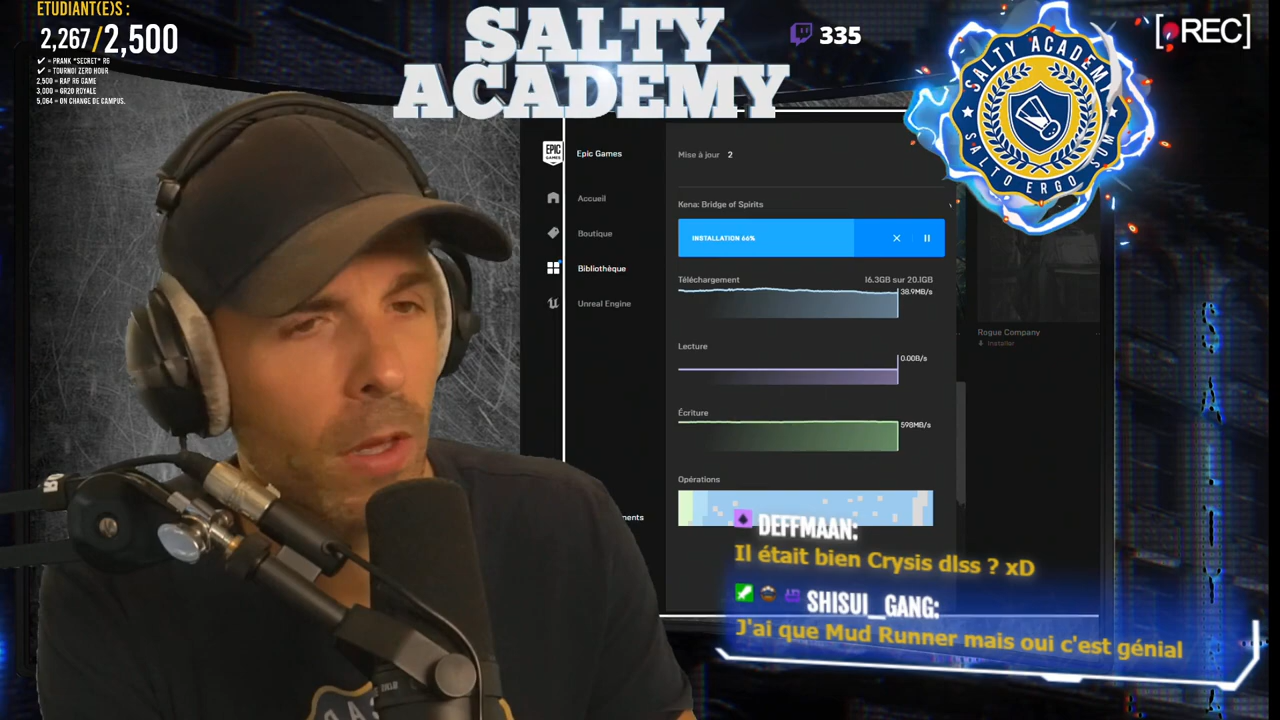 ETUDIANT(E)S :
2,267/2,500
✔ = PRANK *SECRET* R6
✔ = TOURNOI ZERO HOUR
2,500 = RAP R6 GAME
3,000 = GR20 ROYALE
5,064 = ON CHANGE DE CAMPUS.
SALTY
ACADEMY
335
[REC]
SALTY ACADEMY
SALTO ERGO SUM
EPIC
GAMES
Epic Games
Accueil
Boutique
Bibliothèque
Unreal Engine
Mise à jour 2
Kena: Bridge of Spirits
INSTALLATION 66%
Téléchargement 16.3GB sur 20.1GB
38.9MB/s
Lecture
0.00B/s
Écriture
598MB/s
Opérations
Rogue Company
Installer
ments
DEFFMAAN:
Il était bien Crysis dlss ? xD
SHISUI_GANG:
J'ai que Mud Runner mais oui c'est génial